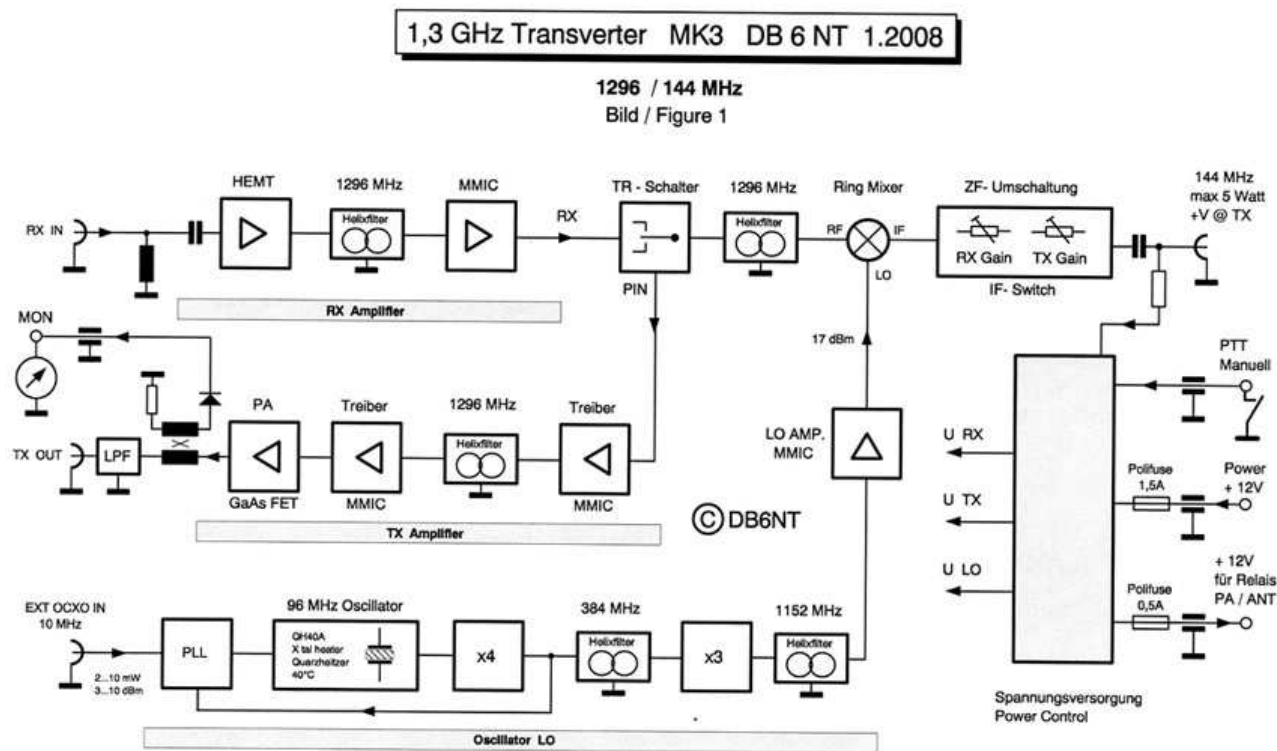 1,3 GHz Transverter MK3 DB 6 NT 1.2008
1296 / 144 MHz
Bild / Figure 1
HEMT
1296 MHz
MMIC
TR - Schalter
1296 MHz
Ring Mixer
ZF- Umschaltung
144 MHz
max 5 Watt
+V @ TX
RX IN
Helixfilter
RX
Helixfilter
RF
IF
LO
RX Gain
TX Gain
IF- Switch
PIN
RX Amplifier
MON
17 dBm
PTT
Manuell
PA
Treiber
1296 MHz
Treiber
TX OUT
LPF
Helixfilter
LO AMP.
MMIC
GaAs FET
MMIC
MMIC
TX Amplifier
© DB6NT
U RX
U TX
U LO
Polifuse
1,5A
Power
+ 12V
Polifuse
0,5A
+ 12V
für Relais
PA / ANT
EXT OCXO IN
10 MHz
96 MHz Oscillator
384 MHz
1152 MHz
PLL
QH40A
X tal heater
Quarzheitzer
40°C
x4
Helixfilter
x3
Helixfilter
2...10 mW
3...10 dBm
Oscillator LO
Spannungsversorgung
Power Control